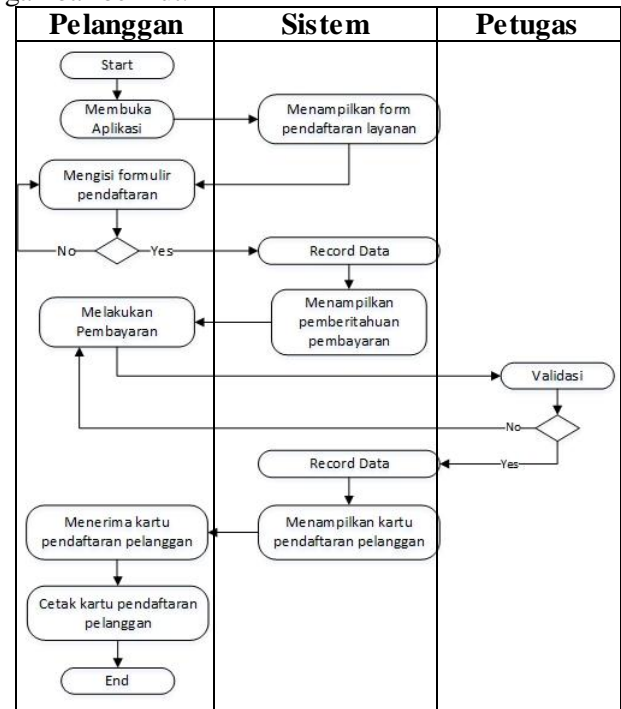 Pelanggan
Sistem
Petugas
Start
Membuka
Aplikasi
Menampilkan form
pendaftaran layanan
Mengisi formulir
pendaftaran
No
Yes
Record Data
Menampilkan
pemberitahuan
pembayaran
Melakukan
Pembayaran
Validasi
No
Yes
Record Data
Menampilkan kartu
pendaftaran pelanggan
Menerima kartu
pendaftaran pelanggan
Cetak kartu pendaftaran
pelanggan
End